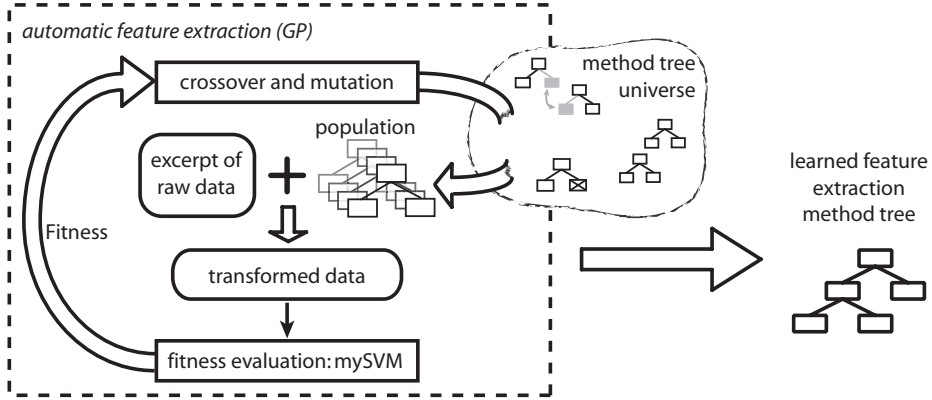 automatic feature extraction (GP)
crossover and mutation
method tree
universe
population
excerpt of
raw data
Fitness
transformed data
fitness evaluation: mySVM
learned feature
extraction
method tree